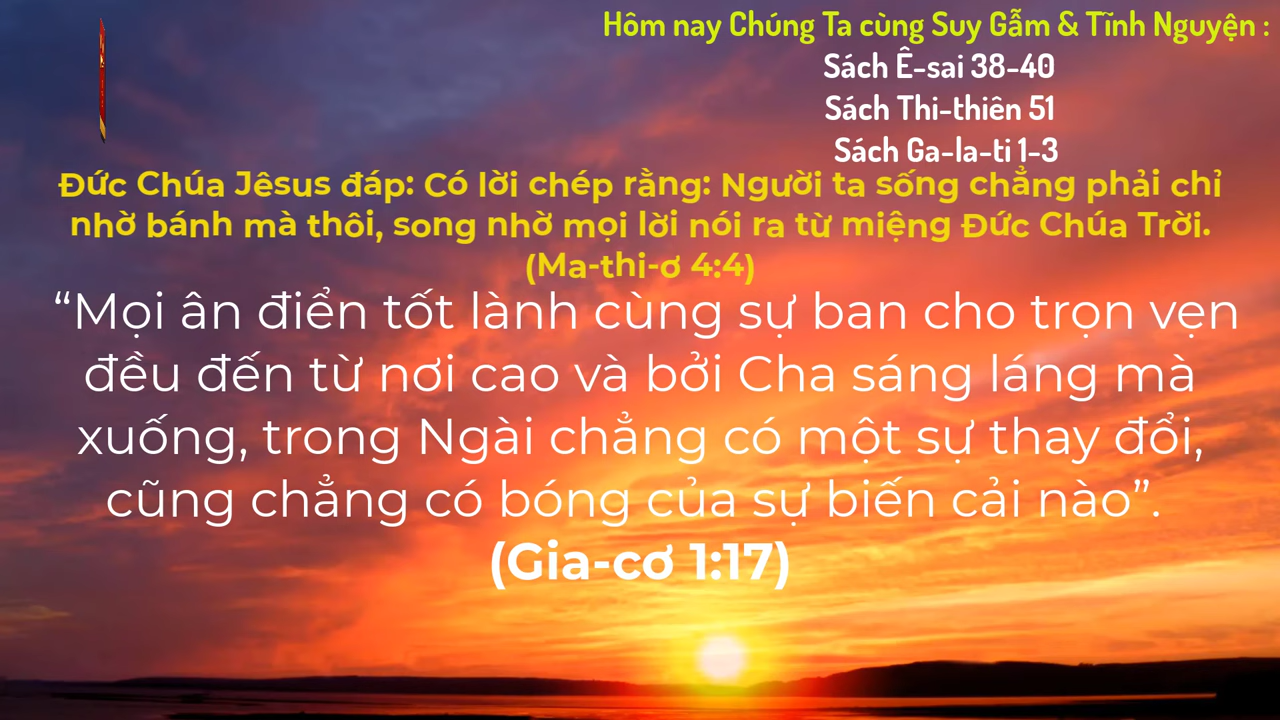 Hôm nay Chúng Ta cùng Suy Gẫm & Tĩnh Nguyện :
Sách Ê-sai 38-40
Sách Thi-thiên 51
Sách Ga-la-ti 1-3
Đức Chúa Jêsus đáp: Có lời chép rằng: Người ta sống chẳng phải chỉ
nhờ bánh mà thôi, song nhờ mọi lời nói ra từ miệng Đức Chúa Trời.
(Ma-thi-ơ 4:4)
“Mọi ân điển tốt lành cùng sự ban cho trọn vẹn
đều đến từ nơi cao và bởi Cha sáng láng mà
xuống, trong Ngài chẳng có một sự thay đổi,
cũng chẳng có bóng của sự biến cải nào”.
(Gia-cơ 1:17)